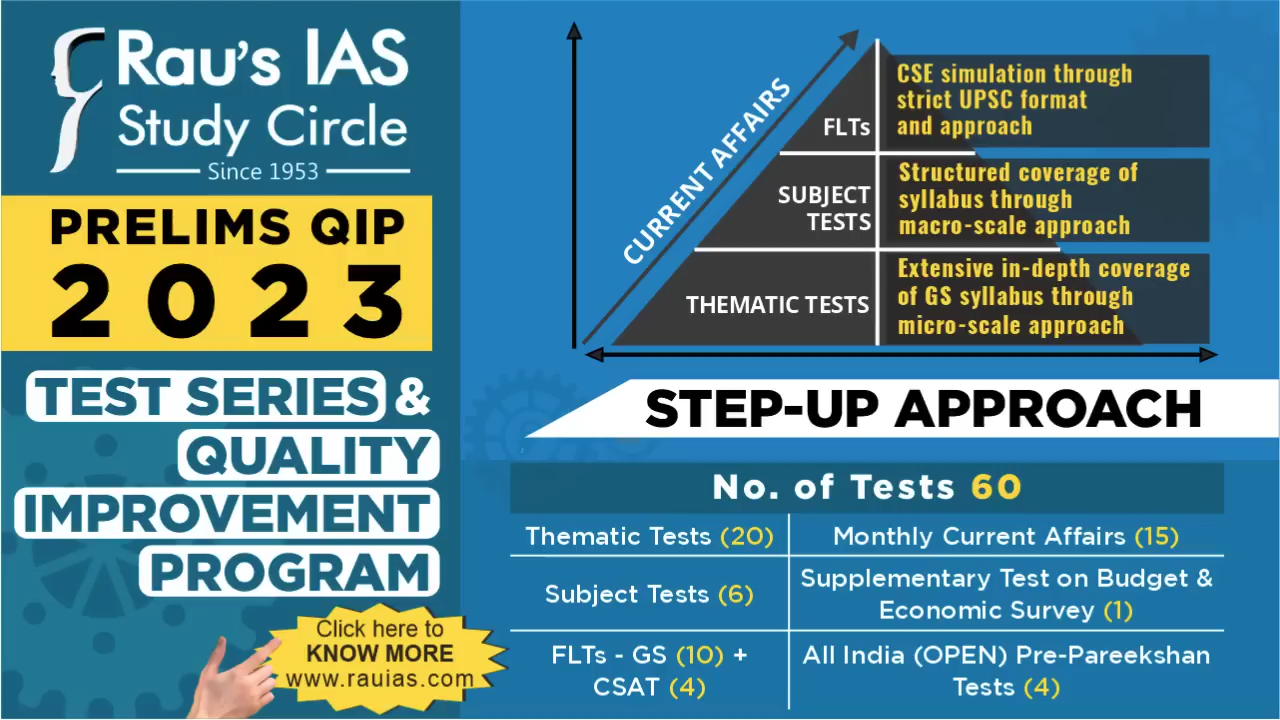 Rau's IAS
Study Circle
Since 1953
PRELIMS QIP
2023
TEST SERIES &
QUALITY
IMPROVEMENT
PROGRAM
Click here to
KNOW MORE
www.rauias.com
CURRENT AFFAIRS
FLTs
CSE simulation through
strict UPSC format
and approach
SUBJECT
TESTS
Structured coverage of
syllabus through
macro-scale approach
THEMATIC TESTS
Extensive in-depth coverage
of GS syllabus through
micro-scale approach
STEP-UP APPROACH
No. of Tests 60
Thematic Tests (20)
Monthly Current Affairs (15)
Subject Tests (6)
Supplementary Test on Budget &
Economic Survey (1)
FLTs - GS (10) +
CSAT (4)
All India (OPEN) Pre-Pareekshan
Tests (4)